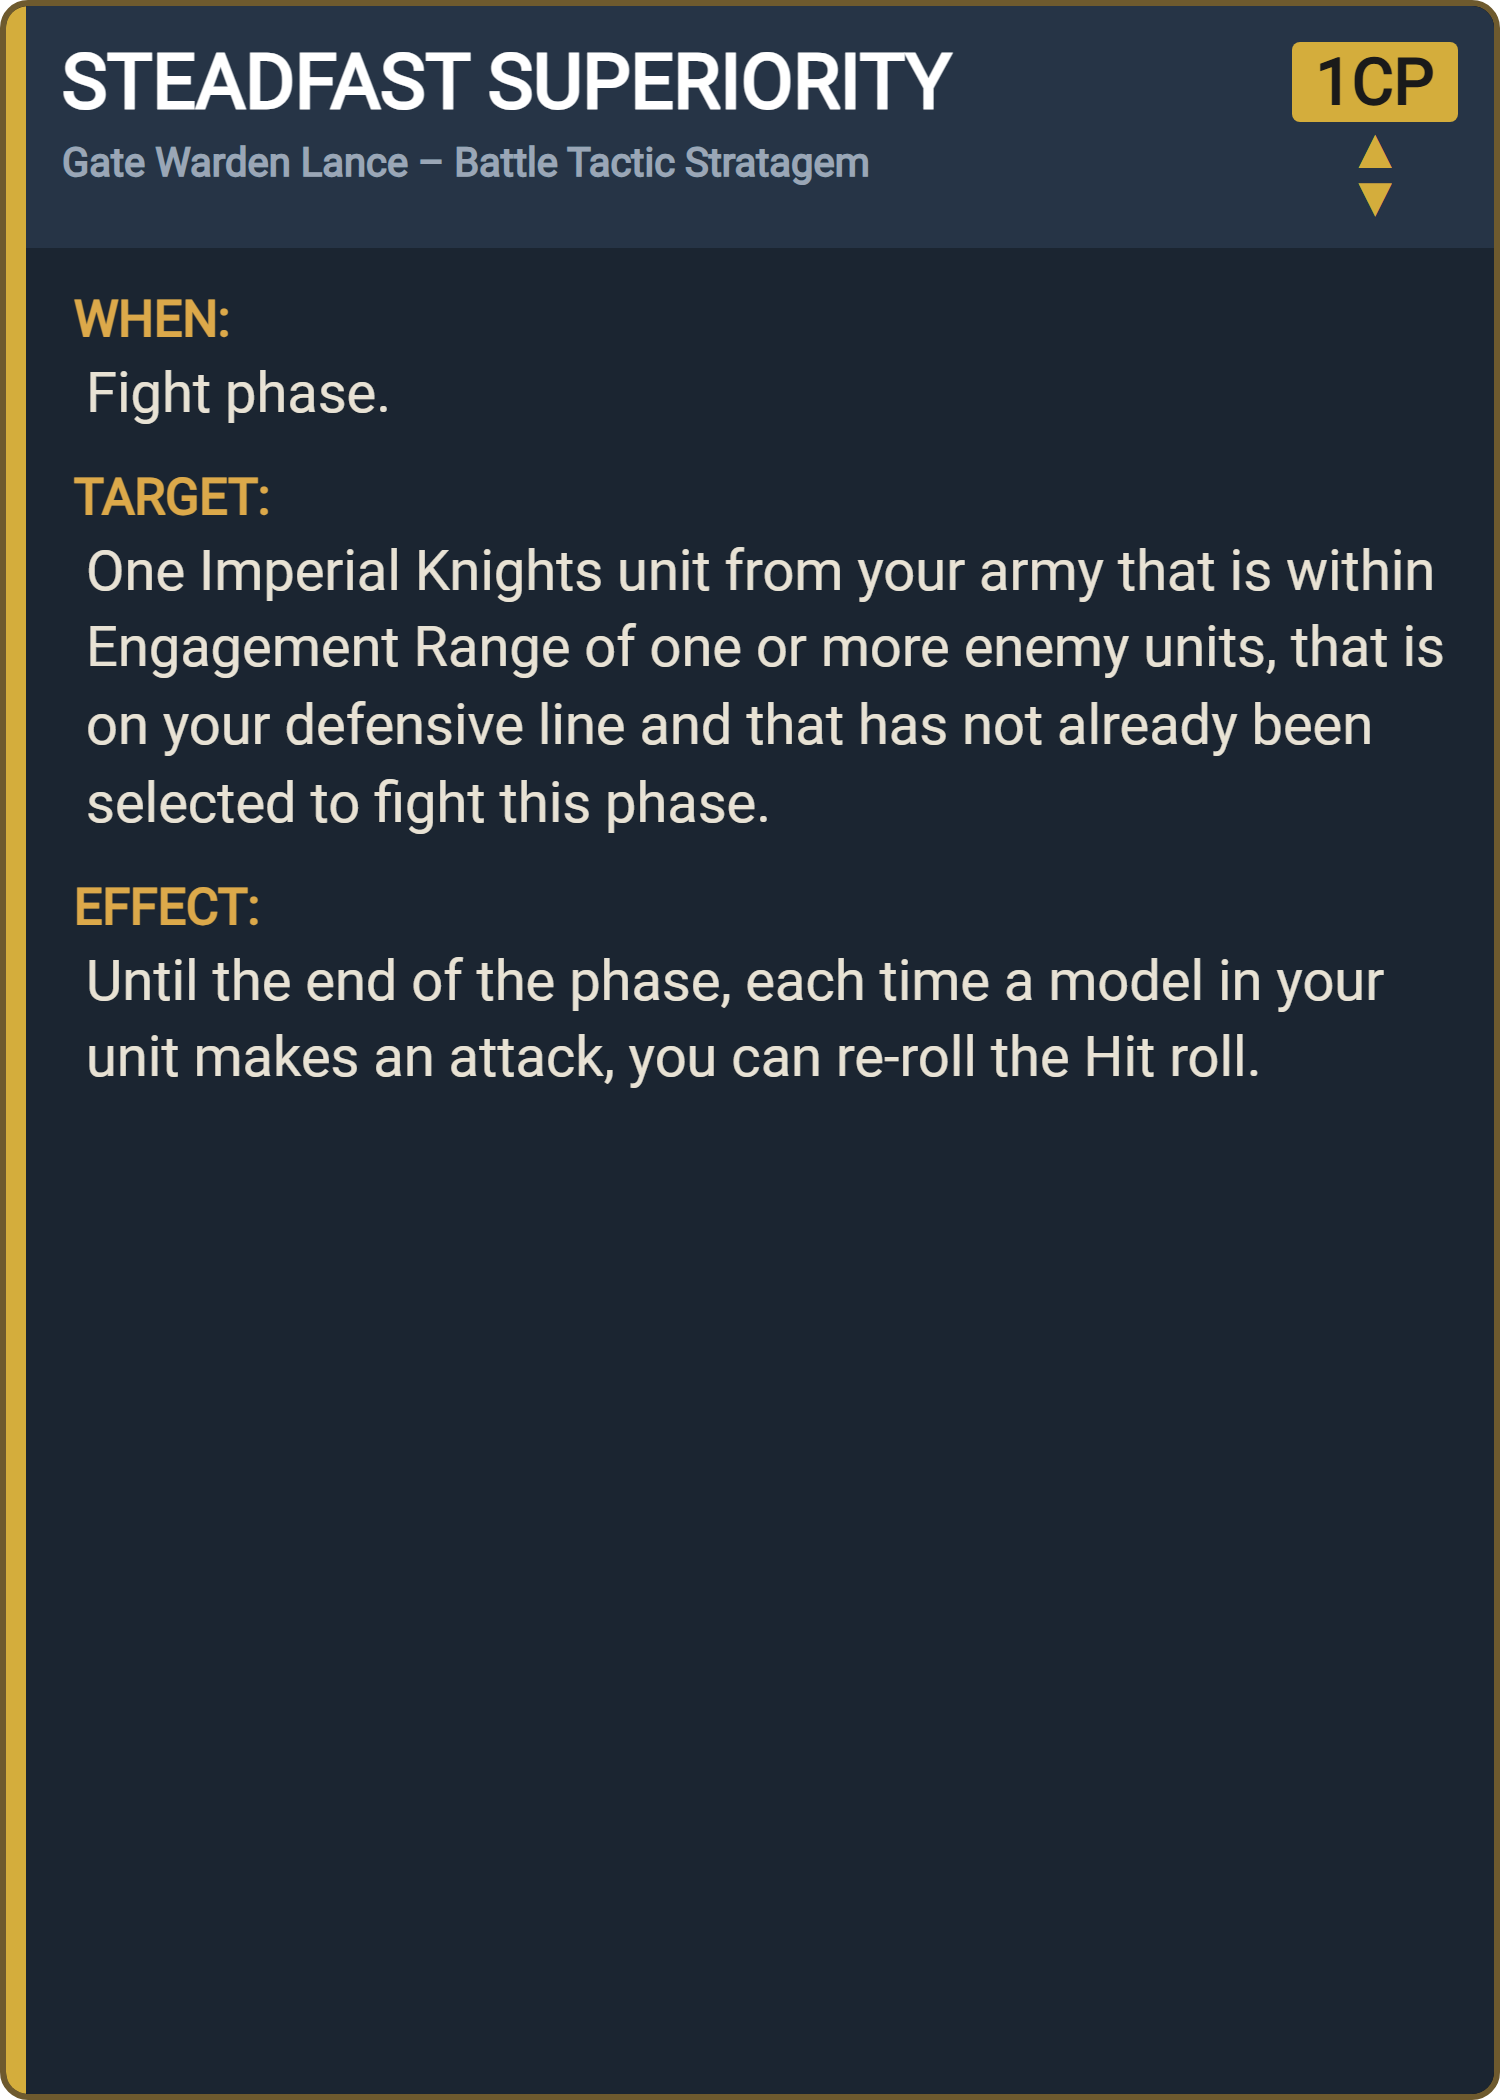 STEADFAST SUPERIORITY
1CP
Gate Warden Lance – Battle Tactic Stratagem
▲
▼
WHEN:
Fight phase.
TARGET:
One Imperial Knights unit from your army that is within
Engagement Range of one or more enemy units, that is
on your defensive line and that has not already been
selected to fight this phase.
EFFECT:
Until the end of the phase, each time a model in your
unit makes an attack, you can re-roll the Hit roll.